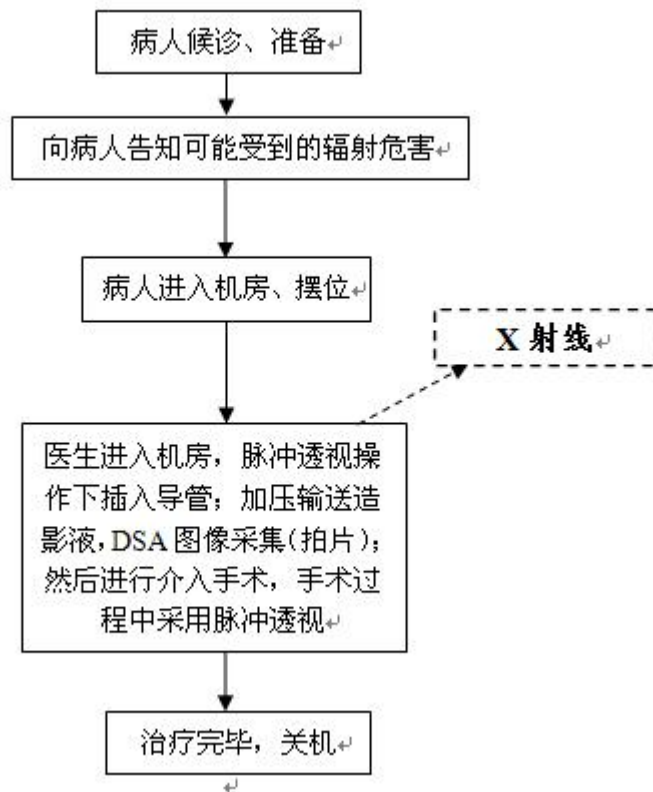 病人候诊、准备
向病人告知可能受到的辐射危害
病人进入机房、摆位
X 射线
医生进入机房，脉冲透视操
作下插入导管；加压输送造
影液，DSA 图像采集（拍片）；
然后进行介入手术，手术过
程中采用脉冲透视
治疗完毕，关机